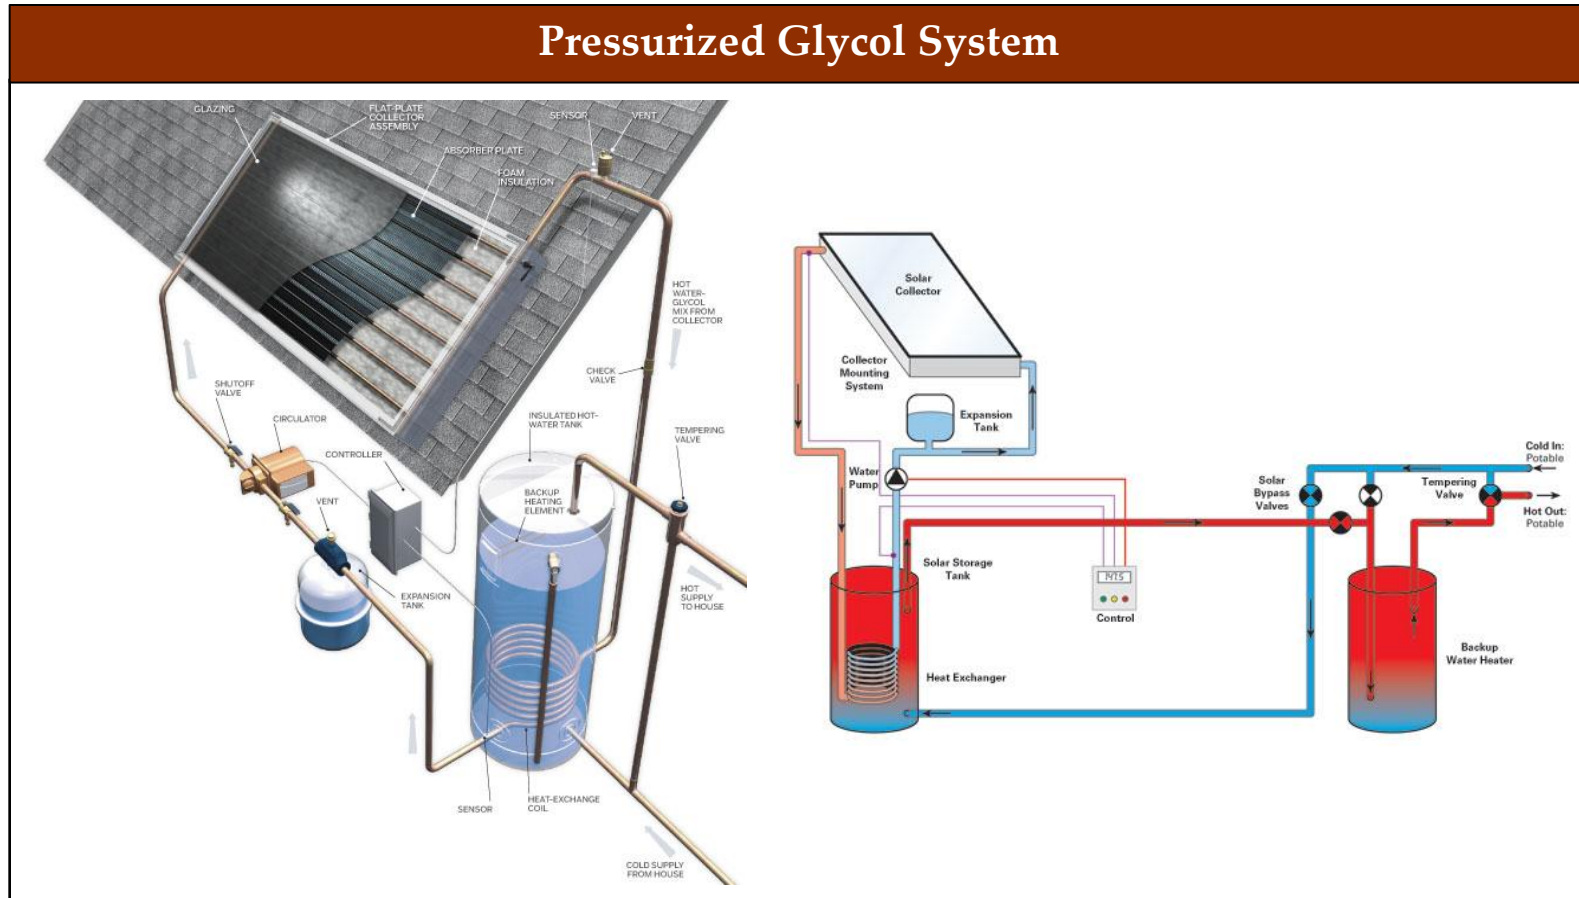 Pressurized Glycol System
GLAZING
FLAT-PLATE
COLLECTOR
ASSEMBLY
SENSOR
VENT
ABSORBER PLATE
FOAM
INSULATION
HOT
WATER-
GLYCOL
MIX FROM
COLLECTOR
CHECK
VALVE
SHUTOFF
VALVE
CIRCULATOR
INSULATED HOT-
WATER TANK
TEMPERING
VALVE
CONTROLLER
VENT
BACKUP
HEATING
ELEMENT
EXPANSION
TANK
HOT
SUPPLY
TO HOUSE
SENSOR
HEAT-EXCHANGE
COIL
COLD SUPPLY
FROM HOUSE
Solar
Collector
Collector
Mounting
System
Expansion
Tank
Water
Pump
Solar
Bypass
Valves
Tempering
Valve
Cold In:
Potable
Hot Out:
Potable
Solar Storage
Tank
Control
Heat Exchanger
Backup
Water Heater